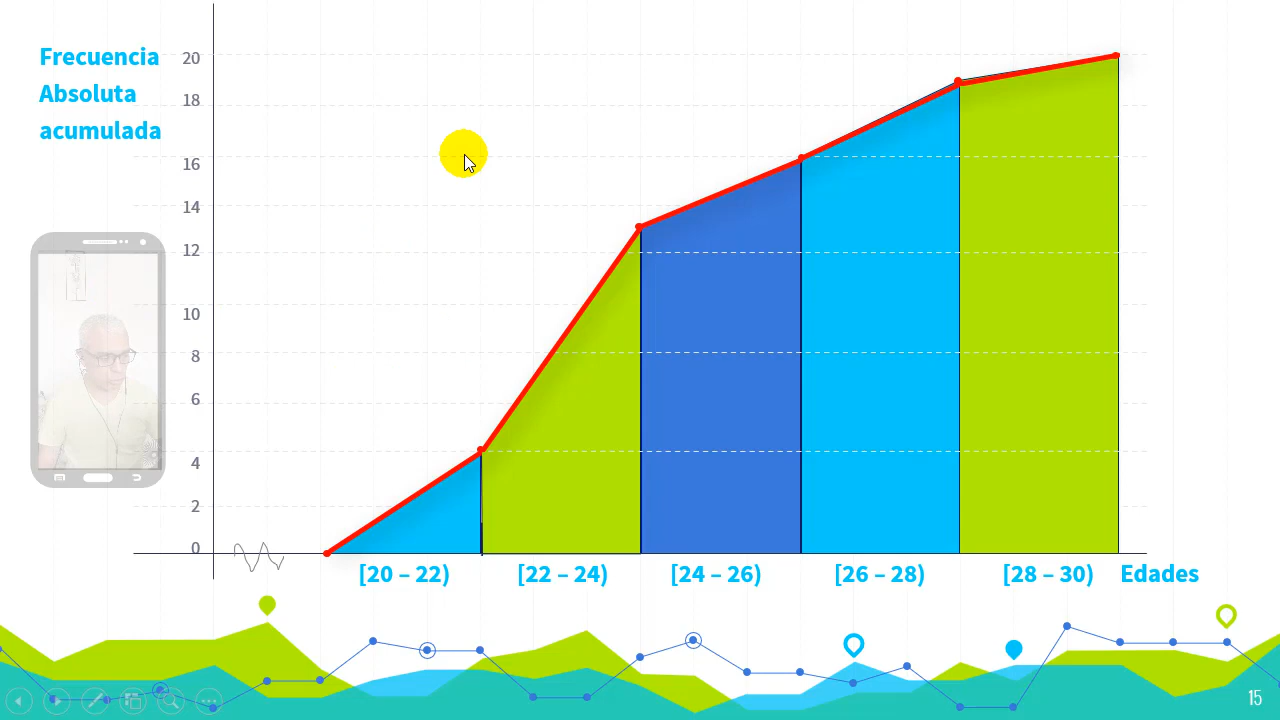 Frecuencia
Absoluta
acumulada
20
18
16
14
12
10
8
6
4
2
0
[20 – 22)
[22 – 24)
[24 – 26)
[26 – 28)
[28 – 30)
Edades
15